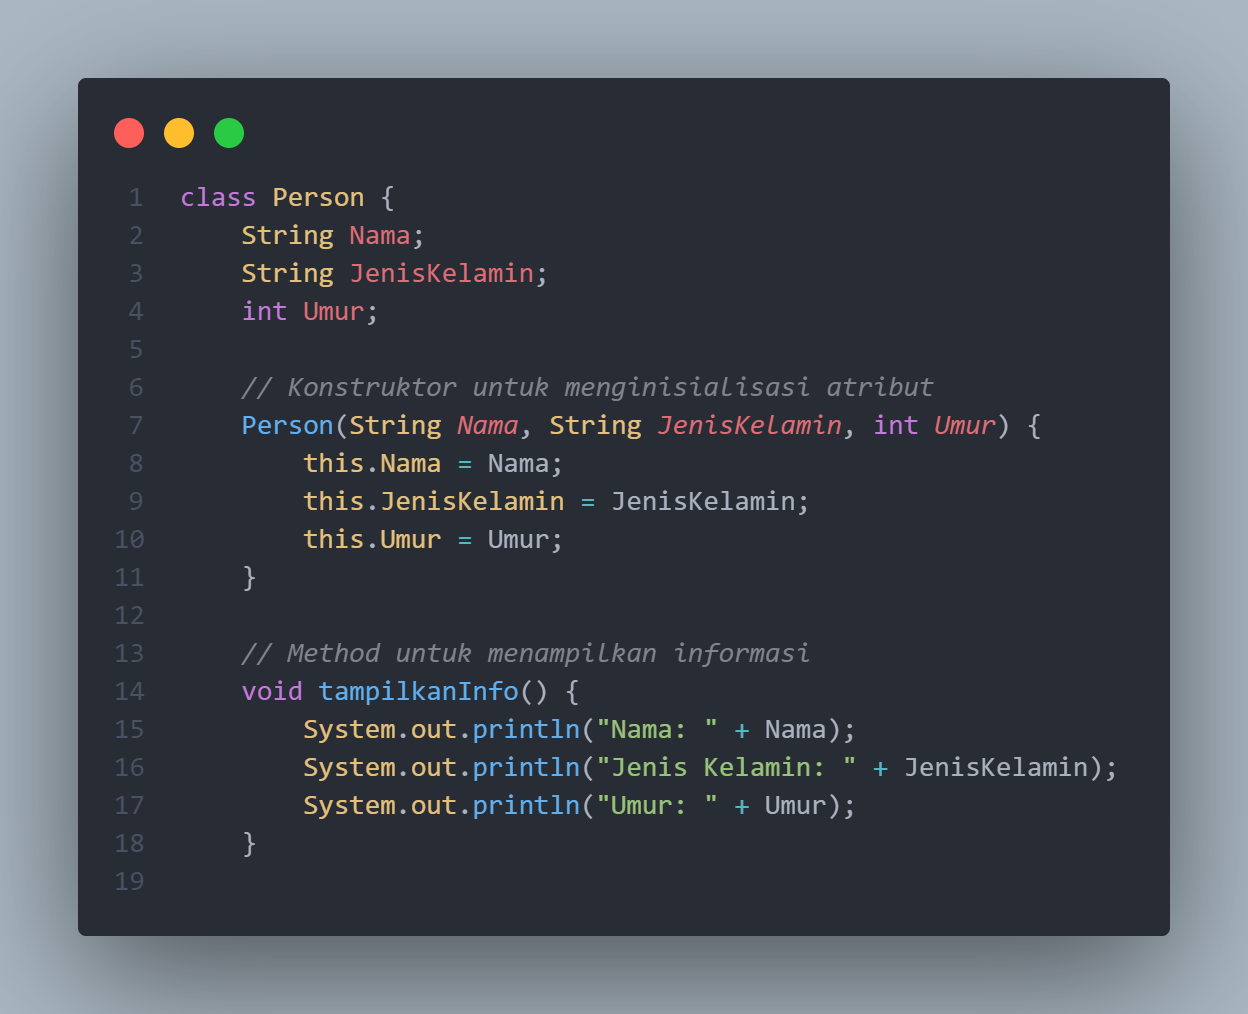 1 class Person {
2     String Nama;
3     String JenisKelamin;
4     int Umur;
5
6     // Konstruktor untuk menginisialisasi atribut
7     Person(String Nama, String JenisKelamin, int Umur) {
8         this.Nama = Nama;
9         this.JenisKelamin = JenisKelamin;
10         this.Umur = Umur;
11     }
12
13     // Method untuk menampilkan informasi
14     void tampilkanInfo() {
15         System.out.println("Nama: " + Nama);
16         System.out.println("Jenis Kelamin: " + JenisKelamin);
17         System.out.println("Umur: " + Umur);
18     }
19